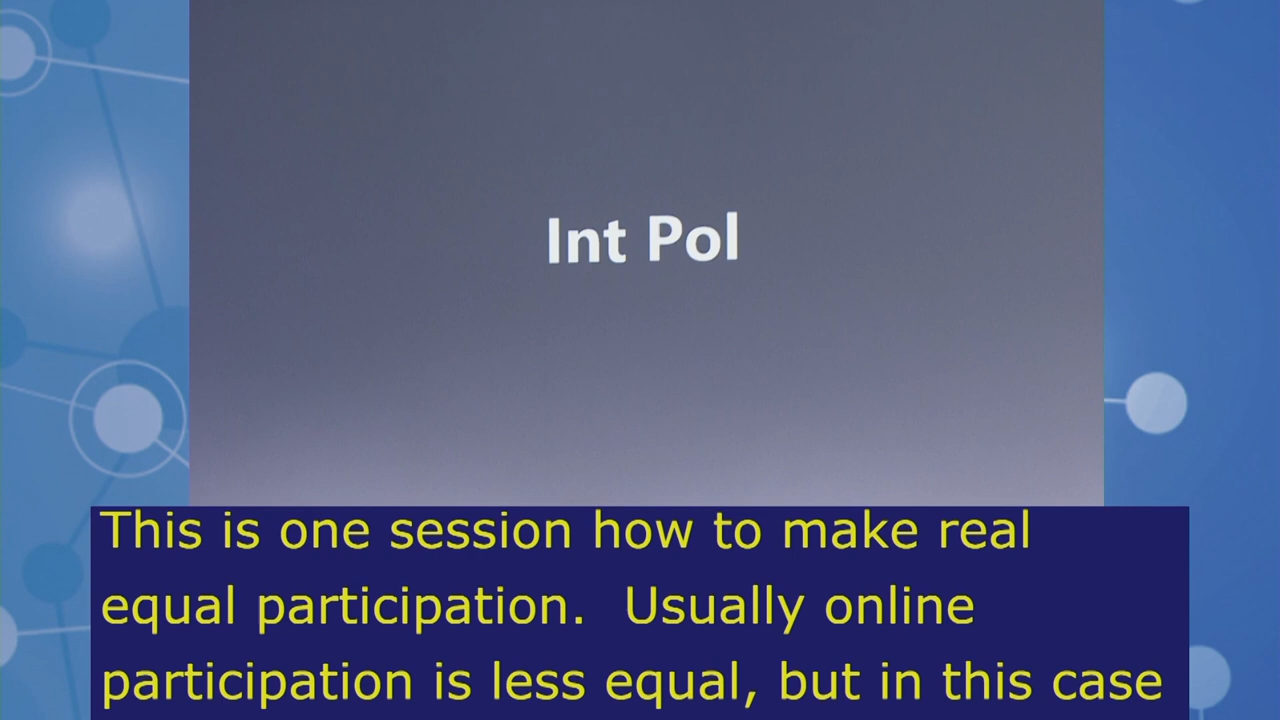 Int Pol
This is one session how to make real
equal participation.  Usually online
participation is less equal, but in this case